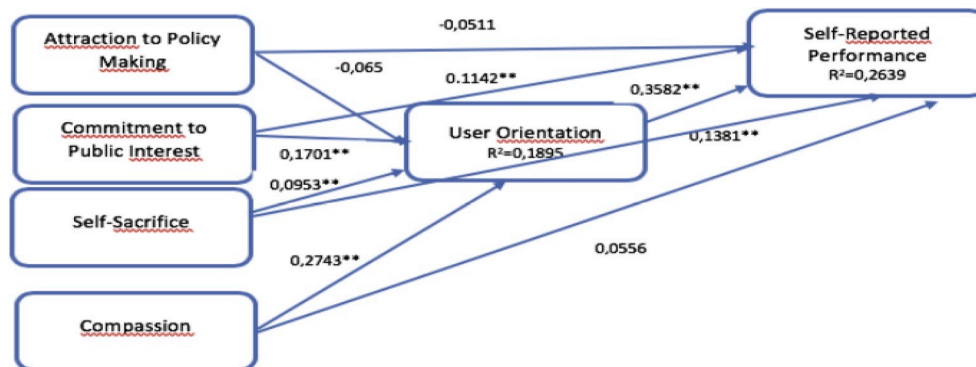 Attraction to Policy
Making
-0,0511
Self-Reported
Performance
R²=0,2639
-0,065
0.1142**
0,3582**
Commitment to
Public Interest
User Orientation
R²=0,1895
0,1381**
0,1701**
0,0953**
Self-Sacrifice
0,2743**
0,0556
Compassion